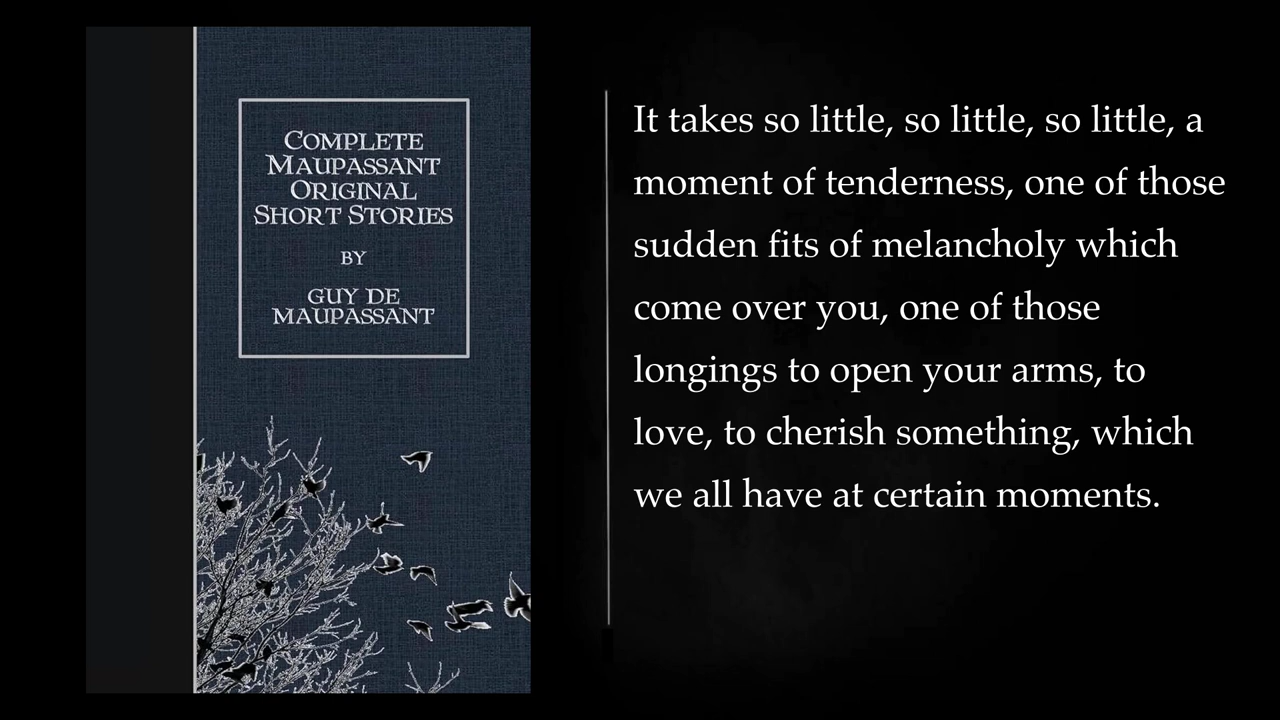 COMPLETE
MAUPASSANT
ORIGINAL
SHORT STORIES
BY
GUY DE
MAUPASSANT
It takes so little, so little, so little, a
moment of tenderness, one of those
sudden fits of melancholy which
come over you, one of those
longings to open your arms, to
love, to cherish something, which
we all have at certain moments.